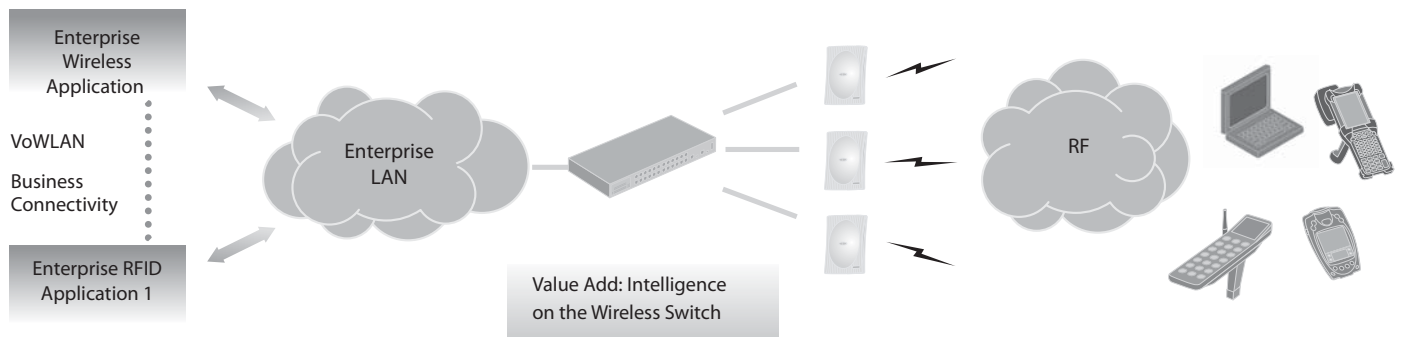 Enterprise
Wireless
Application
VoWLAN
Business
Connectivity
Enterprise RFID
Application 1
Enterprise
LAN
Value Add: Intelligence
on the Wireless Switch
RF